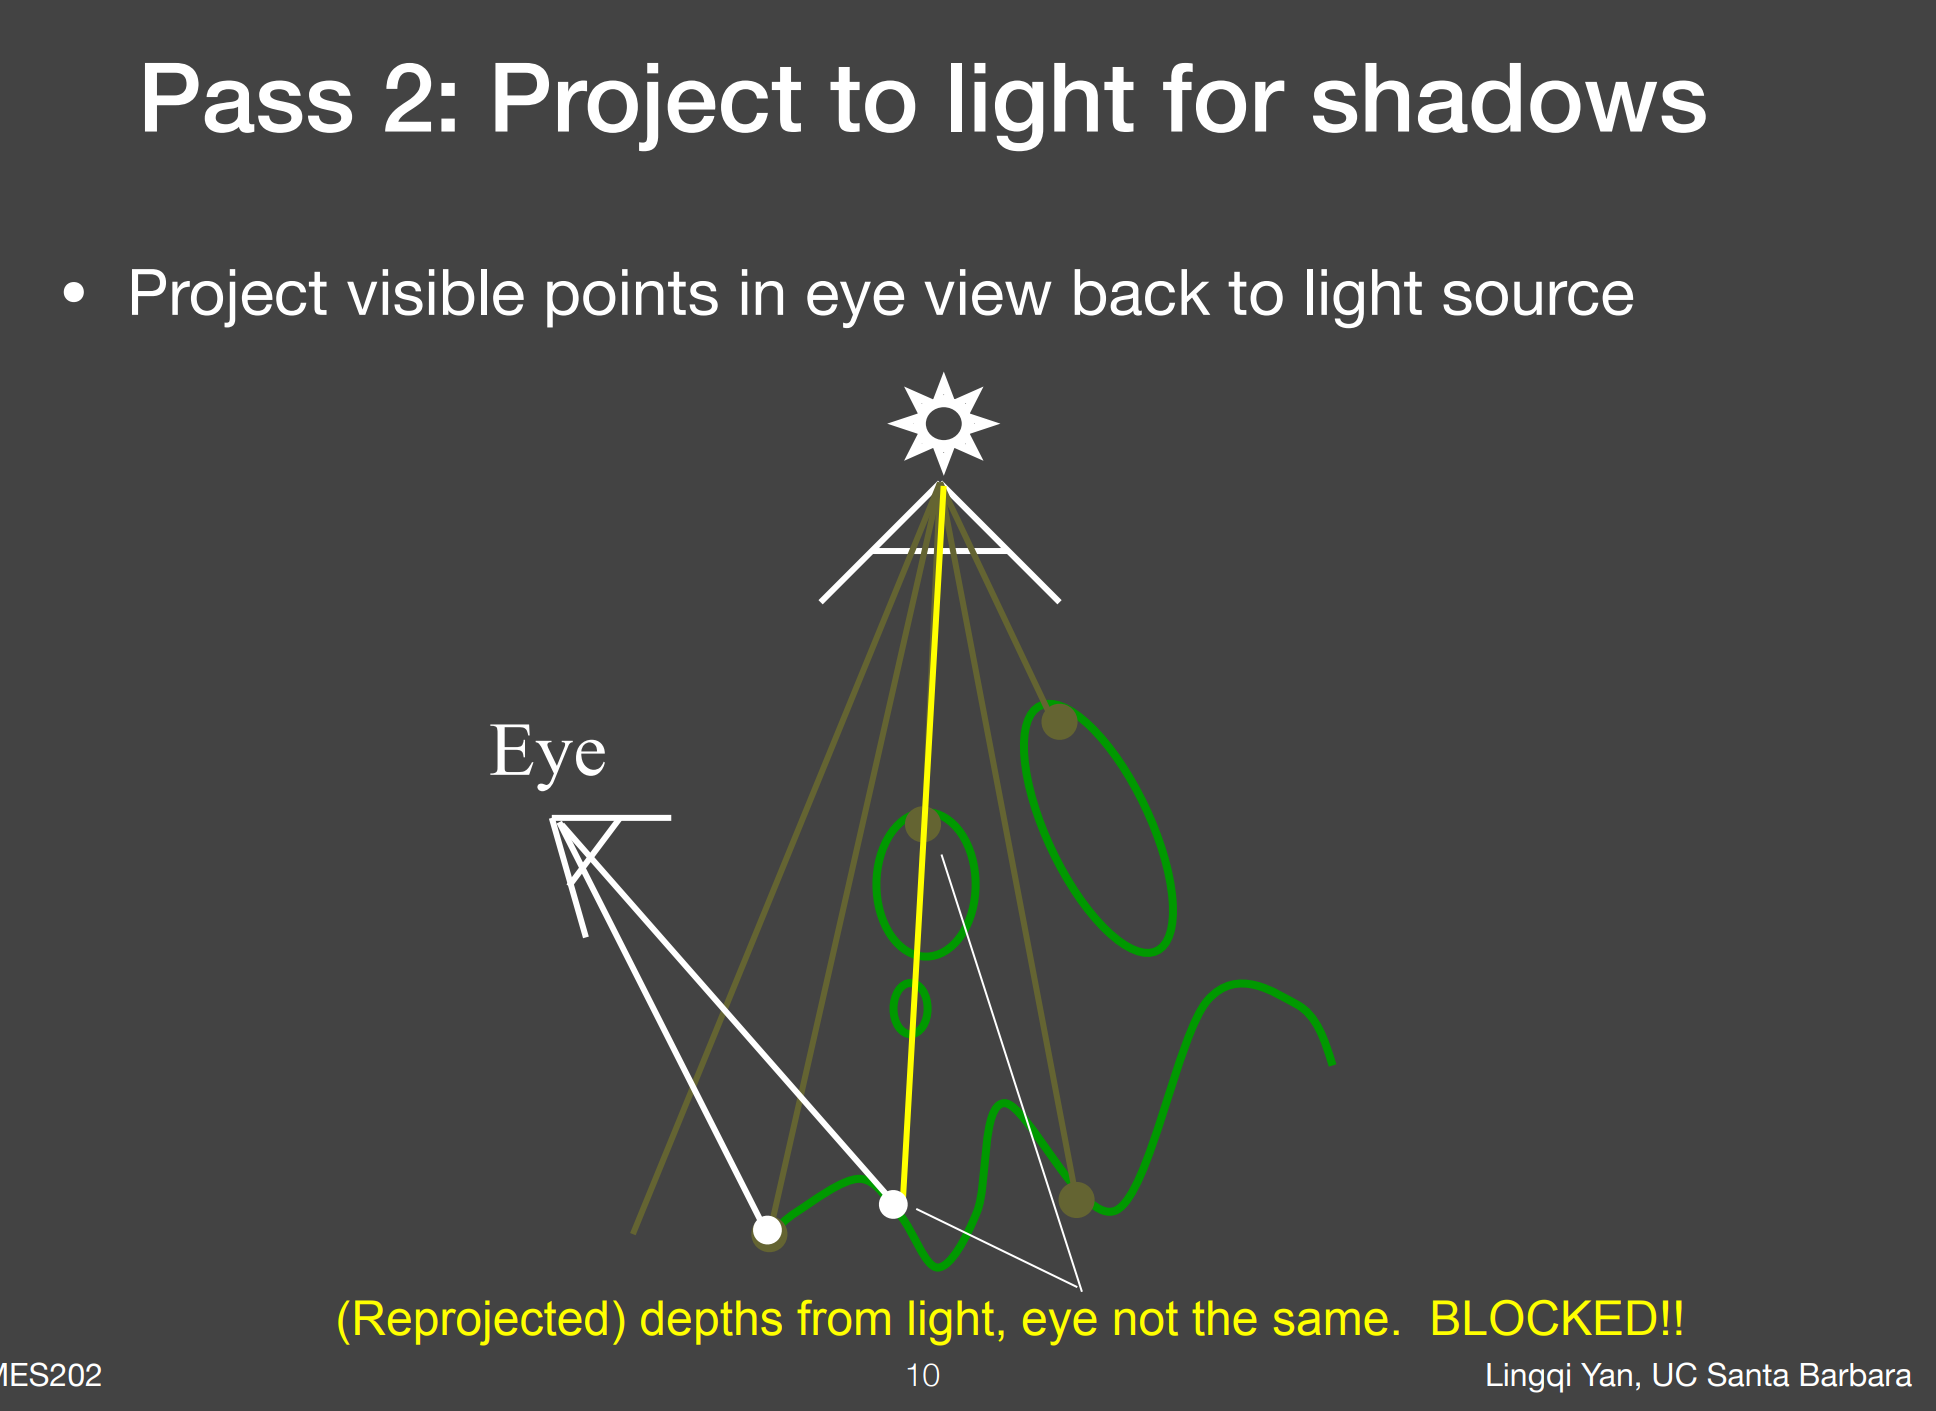 Pass 2: Project to light for shadows
• Project visible points in eye view back to light source
Eye
(Reprojected) depths from light, eye not the same. BLOCKED!!
MES202
10
Lingqi Yan, UC Santa Barbara